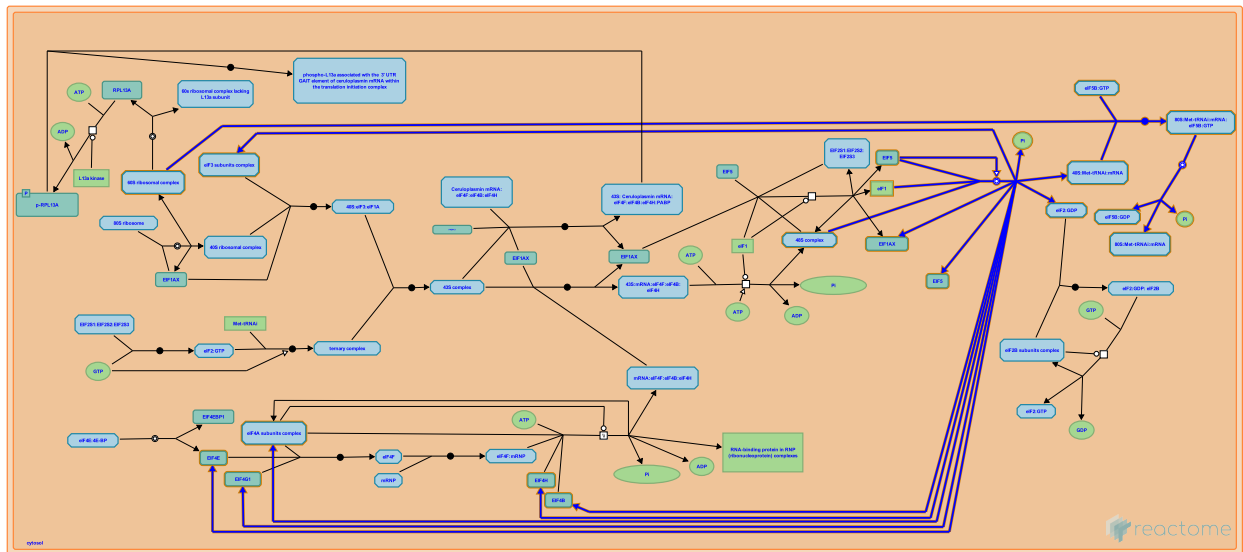 phospho-L13a associated with the 3' UTR
GAIT element of ceruloplasmin mRNA within
the translation initiation complex
ATP
RPL13A
60s ribosomal complex lacking
L13a subunit
ADP
L13a kinase
P
p-RPL13A
60S ribosomal complex
eIF3 subunits complex
80S ribosome
40S ribosomal complex
EIF1AX
40S:eIF3:eIF1A
Ceruloplasmin mRNA:
eIF4F:eIF4B:eIF4H
43S: Ceruloplasmin mRNA:
eIF4F:eIF4B:eIF4H:PABP
EIF1AX
EIF1AX
43S complex
43S:mRNA:eIF4F:eIF4B:
eIF4H
EIF5
EIF2S1:EIF2S2:
EIF2S3
EIF5
eIF1
48S complex
EIF1AX
eIF1
ATP
ATP
ADP
Pi
eIF5B:GTP
80S:Met-tRNAi:mRNA:
eIF5B:GTP
Pi
40S:Met-tRNAi:mRNA
eIF2:GDP
eIF5B:GDP
Pi
80S:Met-tRNAi:mRNA
EIF5
eIF2:GDP: eIF2B
GTP
eIF2B subunits complex
eIF2:GTP
GDP
EIF2S1:EIF2S2:EIF2S3
Met-tRNAi
eIF2:GTP
ternary complex
GTP
mRNA:eIF4F:eIF4B:eIF4H
EIF4EBP1
eIF4E:4E-BP
eIF4A subunits complex
EIF4E
EIF4G1
eIF4F
mRNP
eIF4F:mRNP
ATP
EIF4H
EIF4B
Pi
ADP
RNA-binding protein in RNP
(ribonucleoprotein) complexes
cytosol
reactome